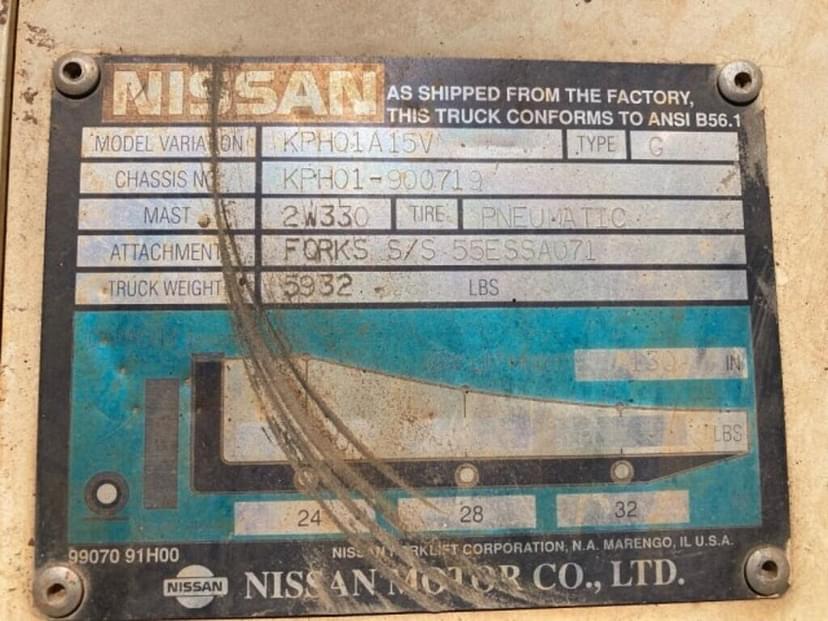 NISSAN
AS SHIPPED FROM THE FACTORY,
THIS TRUCK CONFORMS TO ANSI B56.1
MODEL VARIATION KPH01A15V TYPE G
CHASSIS NO KPH01-900719
MAST 2W330 TIRE PNEUMATIC
ATTACHMENT FORKS S/S 55ESSA071
TRUCK WEIGHT 5932 LBS
130 IN
LBS
24 28 32
99070 91H00
NISSAN FORKLIFT CORPORATION, N.A. MARENGO, IL U.S.A.
NISSAN NISSAN MOTOR CO., LTD.